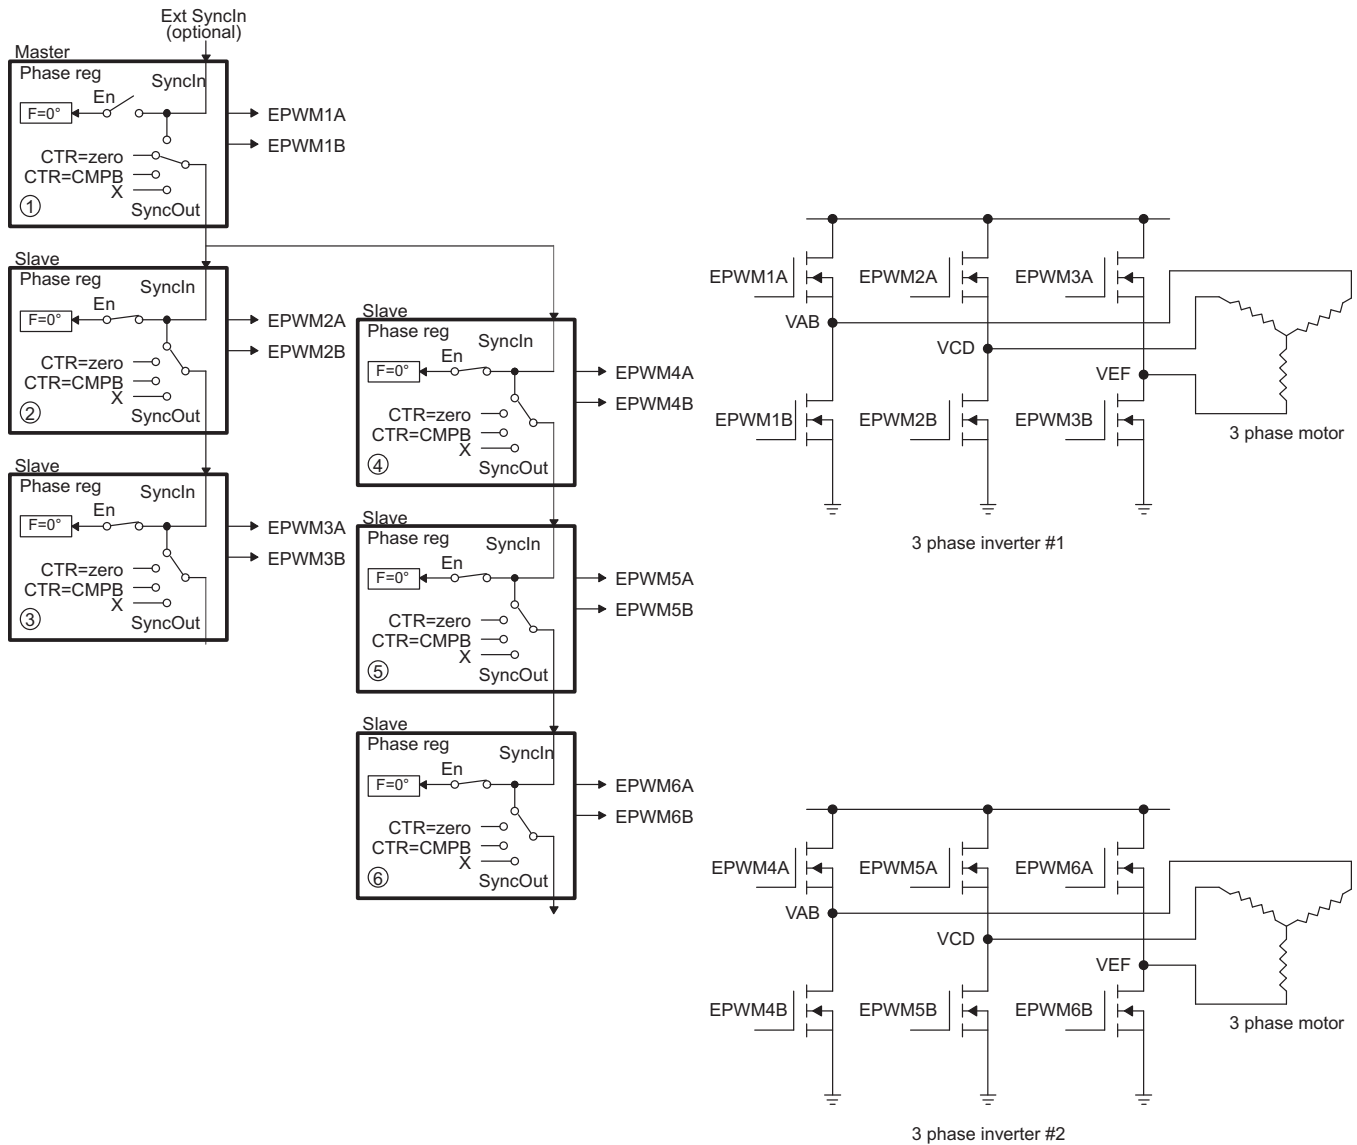 Ext SyncIn
(optional)
Master
Phase reg
SyncIn
En
F=0°
EPWM1A
EPWM1B
CTR=zero
CTR=CMPB
X
1
SyncOut
Slave
Phase reg
SyncIn
En
F=0°
EPWM2A
EPWM2B
CTR=zero
CTR=CMPB
X
2
SyncOut
Slave
Phase reg
SyncIn
En
F=0°
EPWM3A
EPWM3B
CTR=zero
CTR=CMPB
X
3
SyncOut
Slave
Phase reg
SyncIn
En
F=0°
EPWM4A
EPWM4B
CTR=zero
CTR=CMPB
X
4
SyncOut
Slave
Phase reg
SyncIn
En
F=0°
EPWM5A
EPWM5B
CTR=zero
CTR=CMPB
X
5
SyncOut
Slave
Phase reg
SyncIn
En
F=0°
EPWM6A
EPWM6B
CTR=zero
CTR=CMPB
X
6
SyncOut
EPWM1A
EPWM2A
EPWM3A
VAB
VCD
VEF
EPWM1B
EPWM2B
EPWM3B
3 phase motor
3 phase inverter #1
EPWM4A
EPWM5A
EPWM6A
VAB
VCD
VEF
EPWM4B
EPWM5B
EPWM6B
3 phase motor
3 phase inverter #2